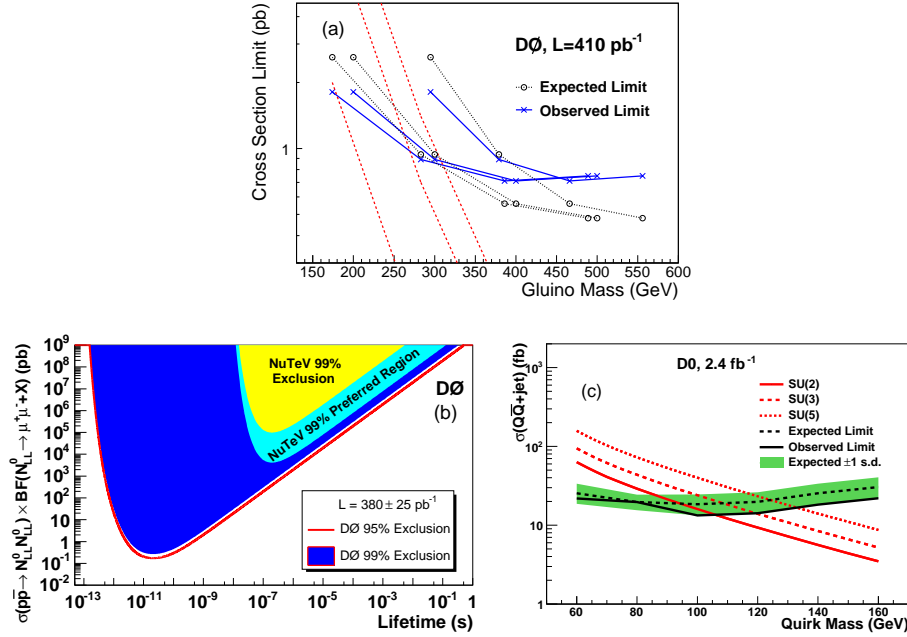 (a)
DØ, L=410 pb⁻¹
Expected Limit
Observed Limit
Cross Section Limit (pb)
1
150 200 250 300 350 400 450 500 550 600
Gluino Mass (GeV)
σ(pp̄→ N⁰_LL N⁰_LL) × BF(N⁰_LL → μ⁺μ⁻+X) (pb)
10⁹
10⁸
10⁷
10⁶
10⁵
10⁴
10³
10²
10
1
10⁻¹
10⁻²
NuTeV 99%
Exclusion
NuTeV 99% Preferred Region
DØ
(b)
L = 380 ± 25 pb⁻¹
DØ 95% Exclusion
DØ 99% Exclusion
10⁻¹³ 10⁻¹¹ 10⁻⁹ 10⁻⁷ 10⁻⁵ 10⁻³ 10⁻¹ 1
Lifetime (s)
σ(QQ̄+jet) (fb)
10³
10²
10
1
(c)
D0, 2.4 fb⁻¹
SU(2)
SU(3)
SU(5)
Expected Limit
Observed Limit
Expected ±1 s.d.
60 80 100 120 140 160
Quirk Mass (GeV)